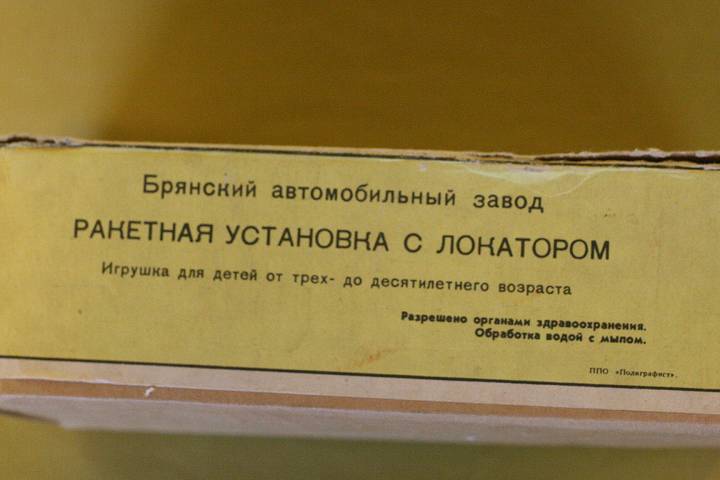 Брянский автомобильный завод
РАКЕТНАЯ УСТАНОВКА С ЛОКАТОРОМ
Игрушка для детей от трех- до десятилетнего возраста
Разрешено органами здравоохранения.
Обработка водой с мылом.
ППО «Полиграфист».